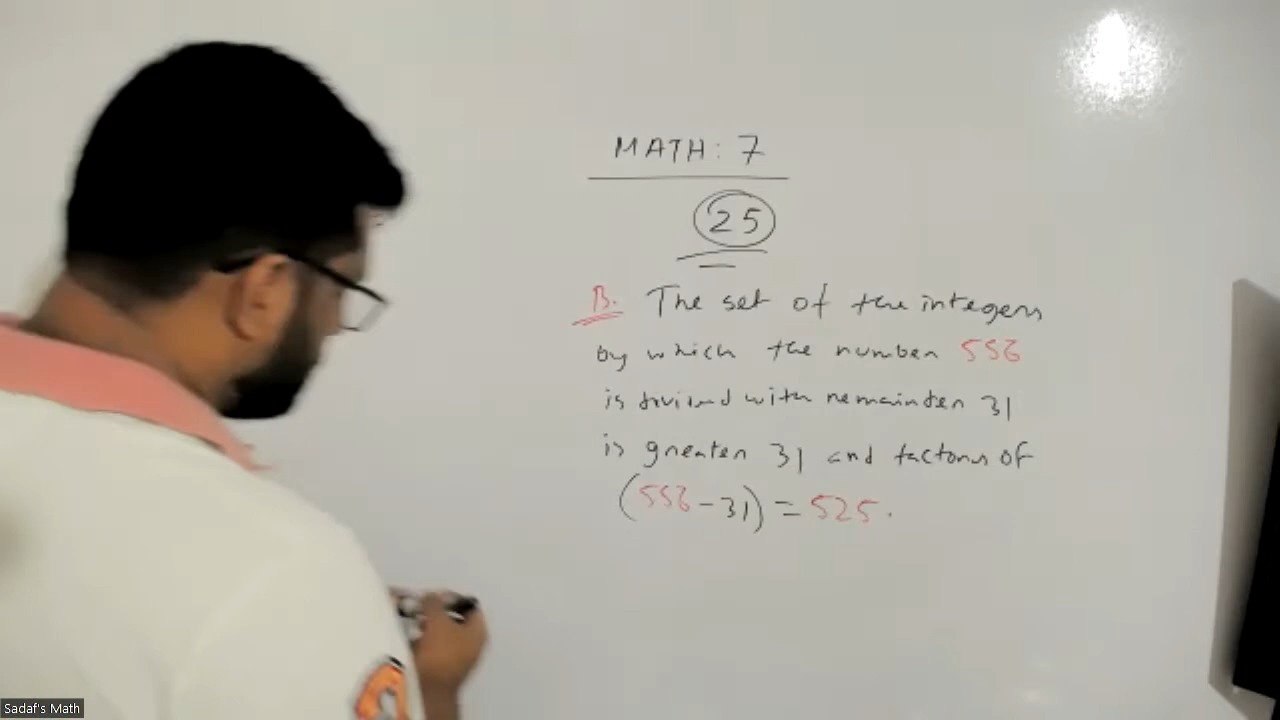 MATH: 7
25
B. The set of the integers
by which the number 556
is divided with remainder 31
is greater 31 and factors of
(556 - 31) = 525.
Sadaf's Math